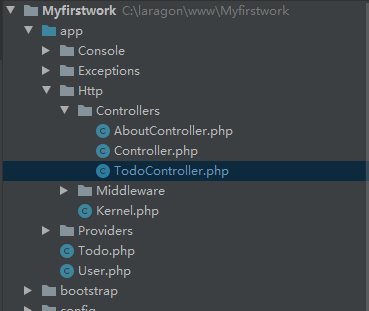 Myfirstwork C:\laragon\www\Myfirstwork
app
Console
Exceptions
Http
Controllers
AboutController.php
Controller.php
TodoController.php
Middleware
Kernel.php
Providers
Todo.php
User.php
bootstrap
config